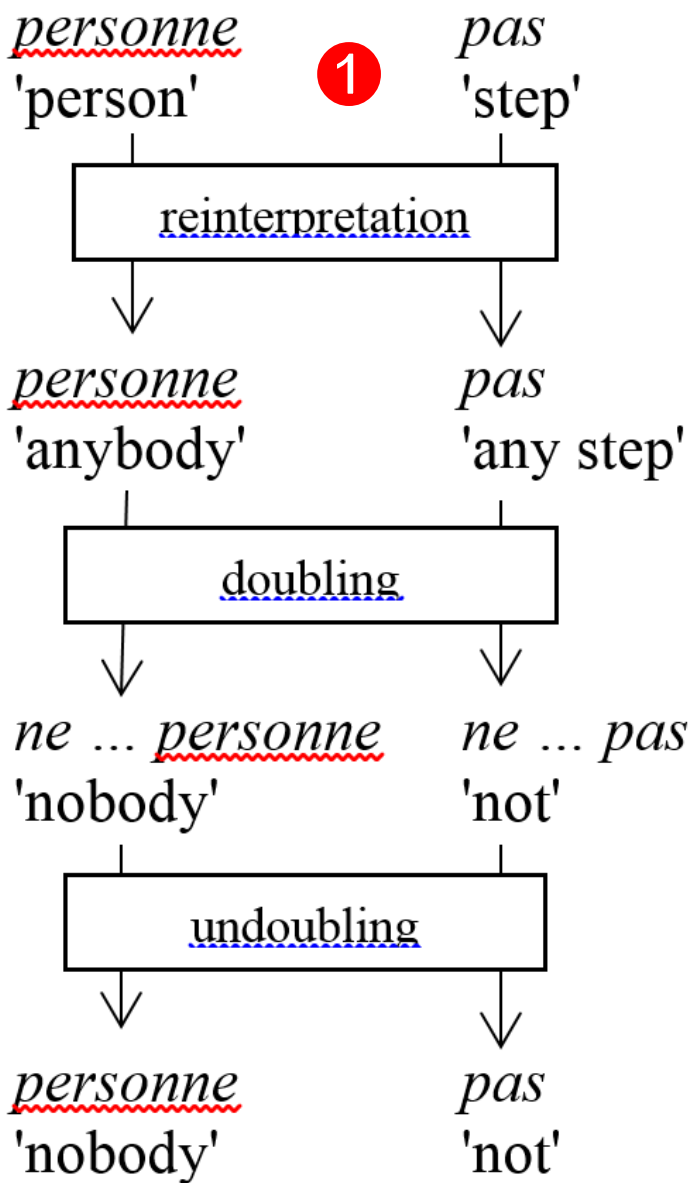 personne pas
1
'person' 'step'
reinterpretation
personne pas
'anybody' 'any step'
doubling
ne ... personne ne ... pas
'nobody' 'not'
undoubling
personne pas
'nobody' 'not'